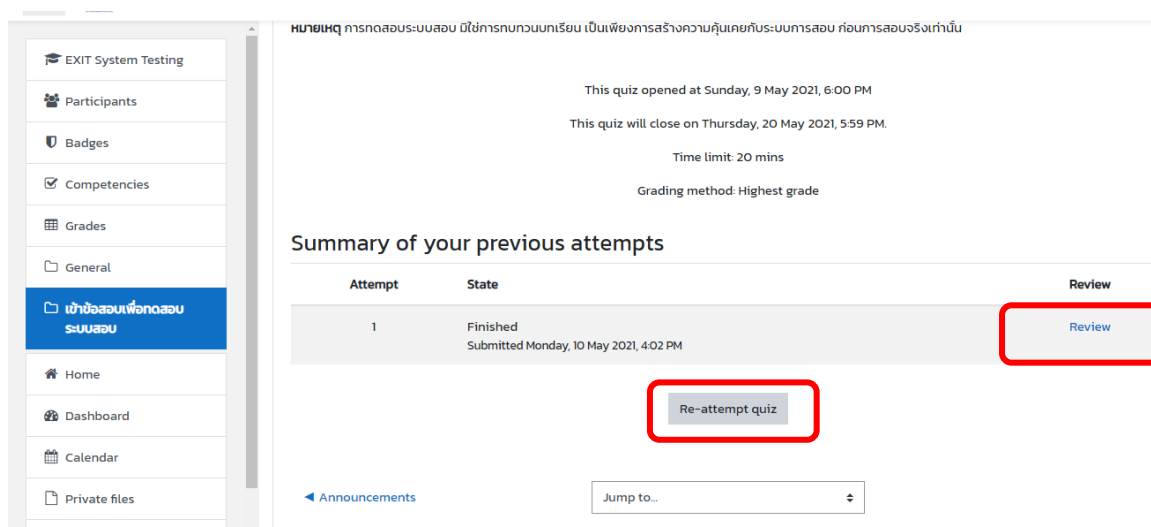 EXIT System Testing
Participants
Badges
Competencies
Grades
General
เข้าข้อสอบเพื่อทดสอบ
ระบบสอบ
Home
Dashboard
Calendar
Private files
หมายเหตุ การทดสอบระบบสอบ มิใช่การทบทวนบทเรียน เป็นเพียงการสร้างความคุ้นเคยกับระบบการสอบ ก่อนการสอบจริงเท่านั้น
This quiz opened at Sunday, 9 May 2021, 6:00 PM
This quiz will close on Thursday, 20 May 2021, 5:59 PM.
Time limit: 20 mins
Grading method: Highest grade
Summary of your previous attempts
Attempt State Review
1 Finished Review
Submitted Monday, 10 May 2021, 4:02 PM
Re-attempt quiz
◄ Announcements Jump to...